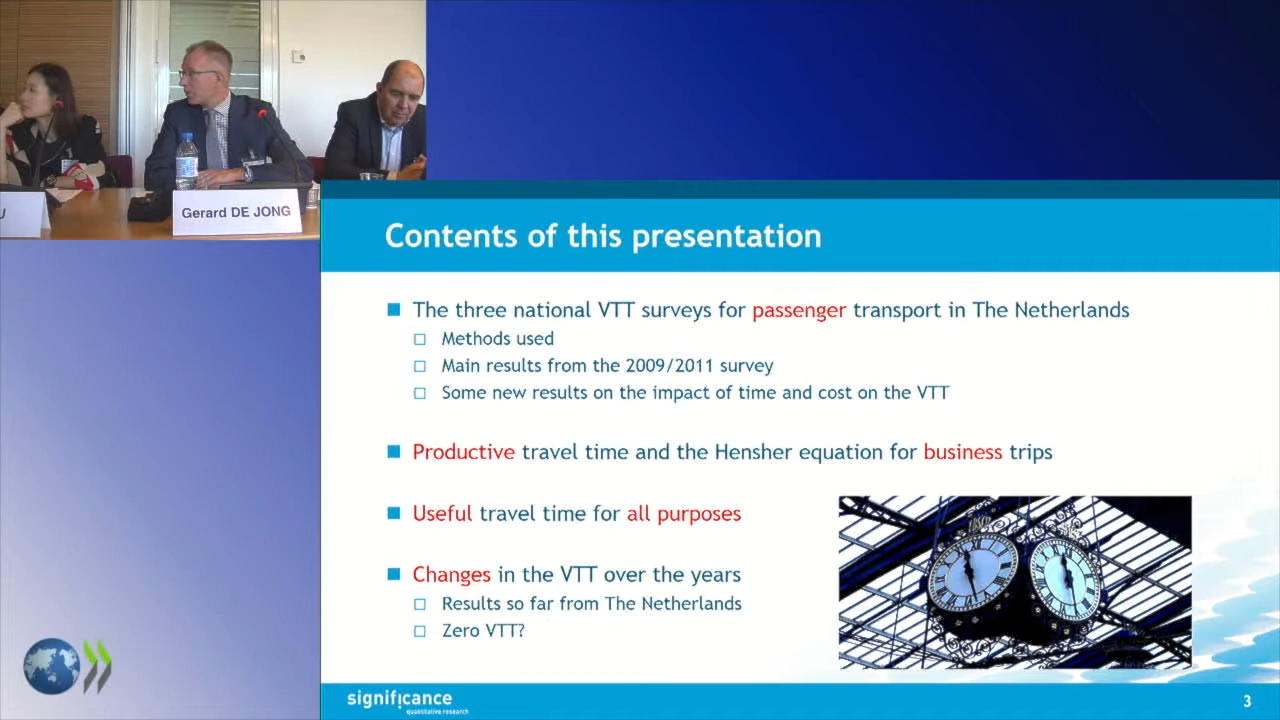 U
Gerard DE JONG
Contents of this presentation
The three national VTT surveys for passenger transport in The Netherlands
Methods used
Main results from the 2009/2011 survey
Some new results on the impact of time and cost on the VTT
Productive travel time and the Hensher equation for business trips
Useful travel time for all purposes
Changes in the VTT over the years
Results so far from The Netherlands
Zero VTT?
significance
quantitative research
3